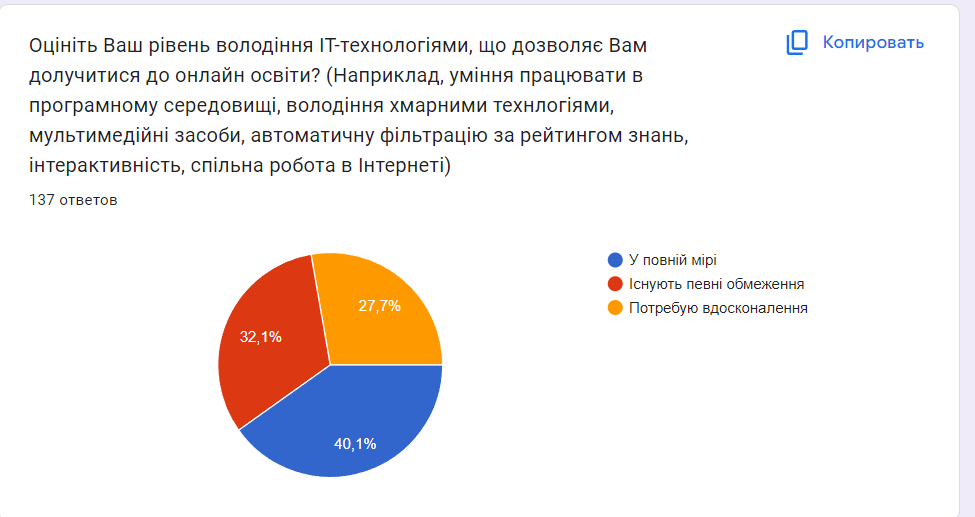 Оцініть Ваш рівень володіння ІТ-технологіями, що дозволяє Вам
долучитися до онлайн освіти? (Наприклад, уміння працювати в
програмному середовищі, володіння хмарними технлогіями,
мультимедійні засоби, автоматичну фільтрацію за рейтингом знань,
інтерактивність, спільна робота в Інтернеті)
Копировать
137 ответов
У повній мірі
Існують певні обмеження
Потребую вдосконалення
27,7%
32,1%
40,1%